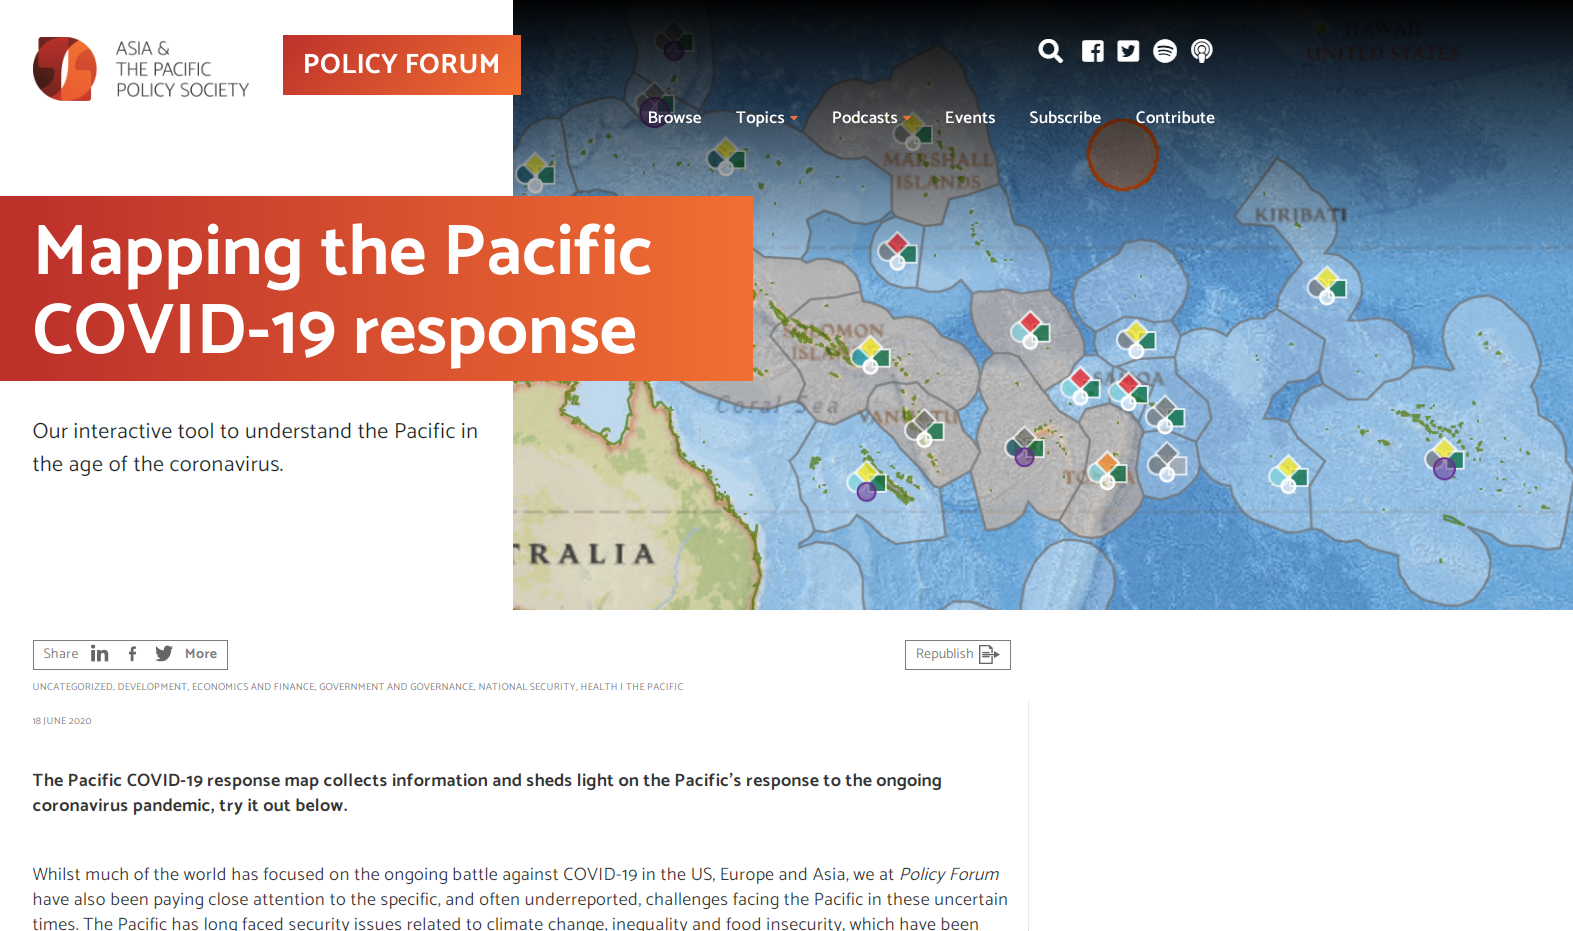 ASIA &
THE PACIFIC
POLICY SOCIETY
POLICY FORUM
HAWAII
UNITED STATES
Browse
Topics
Podcasts
Events
Subscribe
Contribute
MARSHALL
ISLANDS
KIRIBATI
Mapping the Pacific
COVID-19 response
SOLOMON
Coral Sea
VANUATU
TRALIA
Our interactive tool to understand the Pacific in
the age of the coronavirus.
Share
More
Republish
UNCATEGORIZED, DEVELOPMENT, ECONOMICS AND FINANCE, GOVERNMENT AND GOVERNANCE, NATIONAL SECURITY, HEALTH | THE PACIFIC
18 JUNE 2020
The Pacific COVID-19 response map collects information and sheds light on the Pacific’s response to the ongoing
coronavirus pandemic, try it out below.
Whilst much of the world has focused on the ongoing battle against COVID-19 in the US, Europe and Asia, we at Policy Forum
have also been paying close attention to the specific, and often underreported, challenges facing the Pacific in these uncertain
times. The Pacific has long faced security issues related to climate change, inequality and food insecurity, which have been